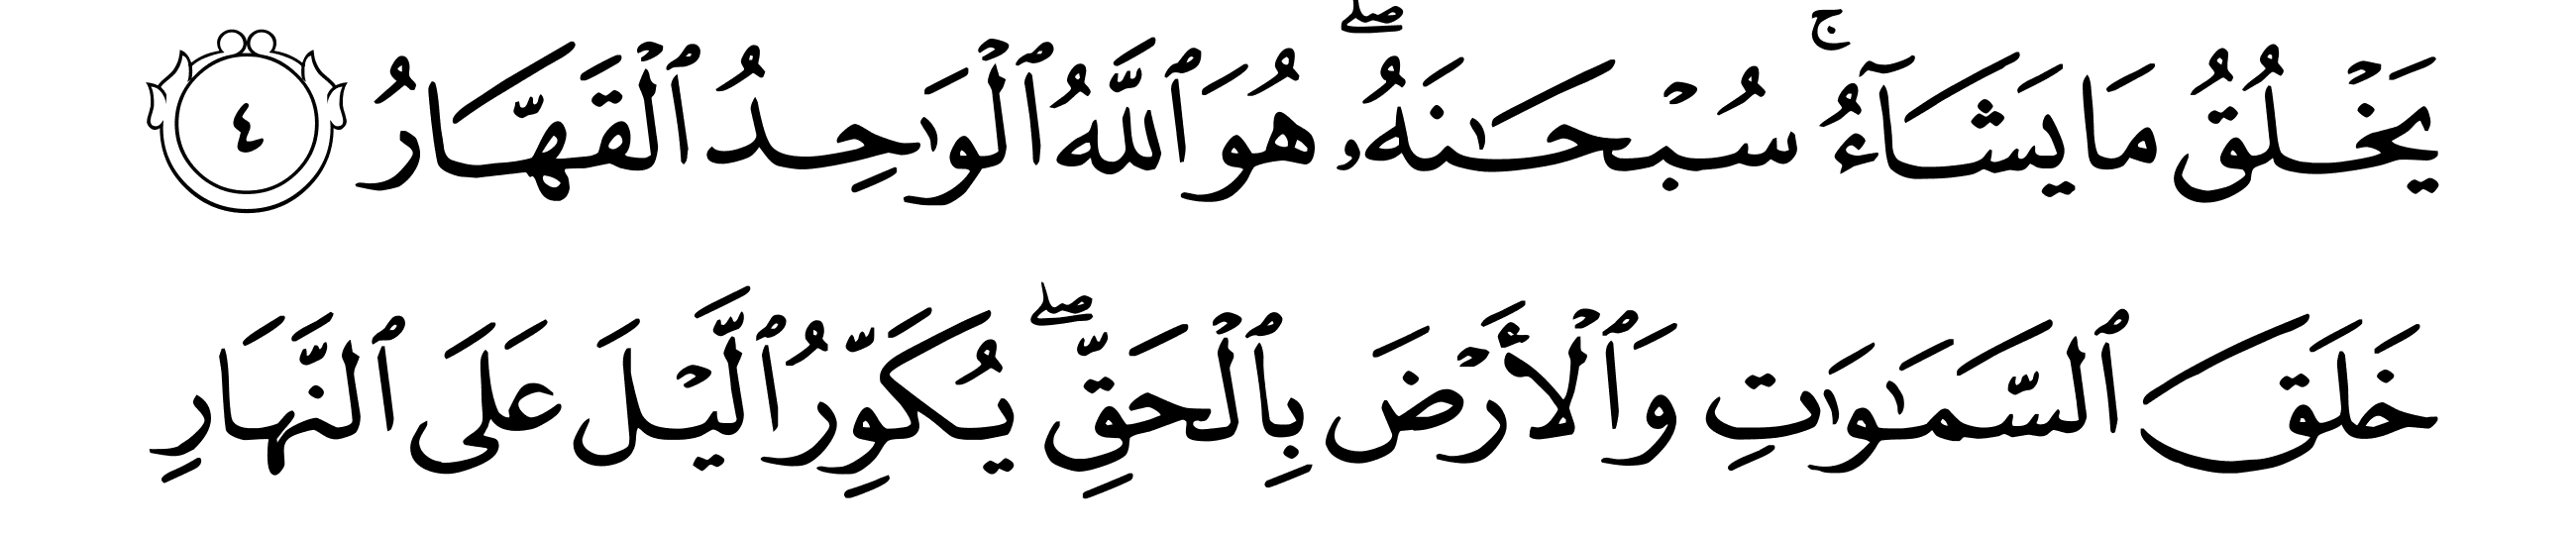 يَخْلُقُ مَا يَشَآءُ ۚ سُبْحَٰنَهُۥ ۖ هُوَ ٱللَّهُ ٱلْوَٰحِدُ ٱلْقَهَّارُ ٤
خَلَقَ ٱلسَّمَٰوَٰتِ وَٱلْأَرْضَ بِٱلْحَقِّ ۖ يُكَوِّرُ ٱلَّيْلَ عَلَى ٱلنَّهَارِ